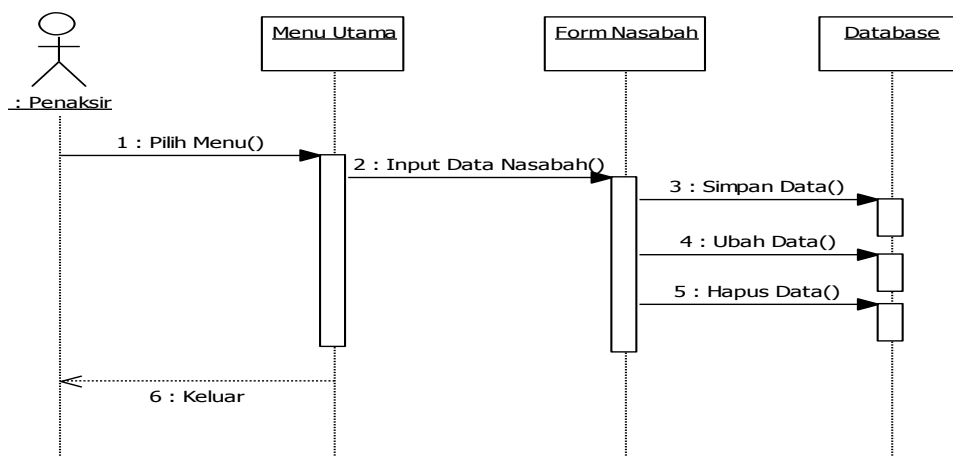 Menu Utama
Form Nasabah
Database
: Penaksir
1 : Pilih Menu()
2 : Input Data Nasabah()
3 : Simpan Data()
4 : Ubah Data()
5 : Hapus Data()
6 : Keluar